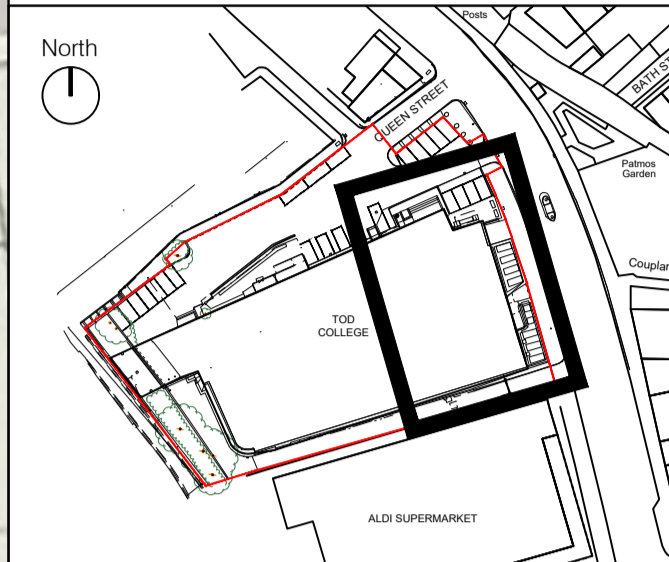 Posts
North
QUEEN STREET
BATH ST
Patmos
Garden
Couplan
TOD
COLLEGE
ALDI SUPERMARKET